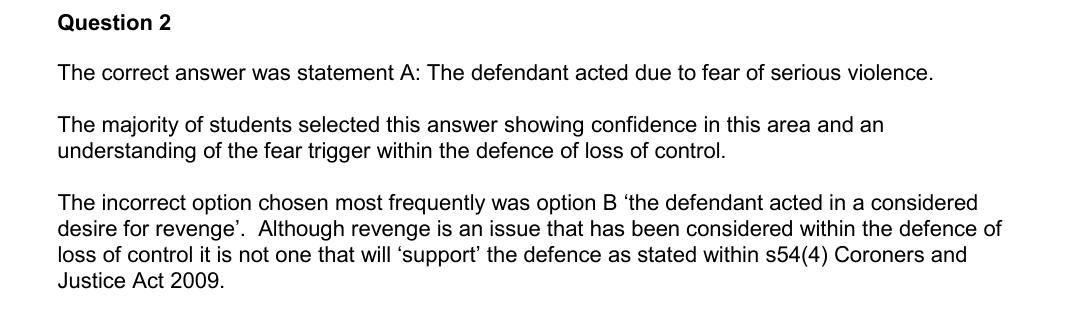 Question 2
The correct answer was statement A: The defendant acted due to fear of serious violence.
The majority of students selected this answer showing confidence in this area and an
understanding of the fear trigger within the defence of loss of control.
The incorrect option chosen most frequently was option B ‘the defendant acted in a considered
desire for revenge’.  Although revenge is an issue that has been considered within the defence of
loss of control it is not one that will ‘support’ the defence as stated within s54(4) Coroners and
Justice Act 2009.